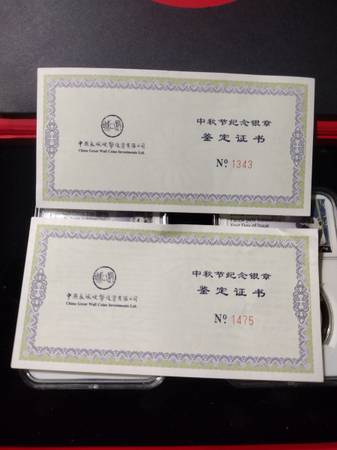 中国长城硬币投资有限公司
China Great Wall Coins Investments Ltd.
中秋节纪念银章
鉴定证书
No 1343
中国长城硬币投资有限公司
China Great Wall Coins Investments Ltd.
中秋节纪念银章
鉴定证书
No 1475